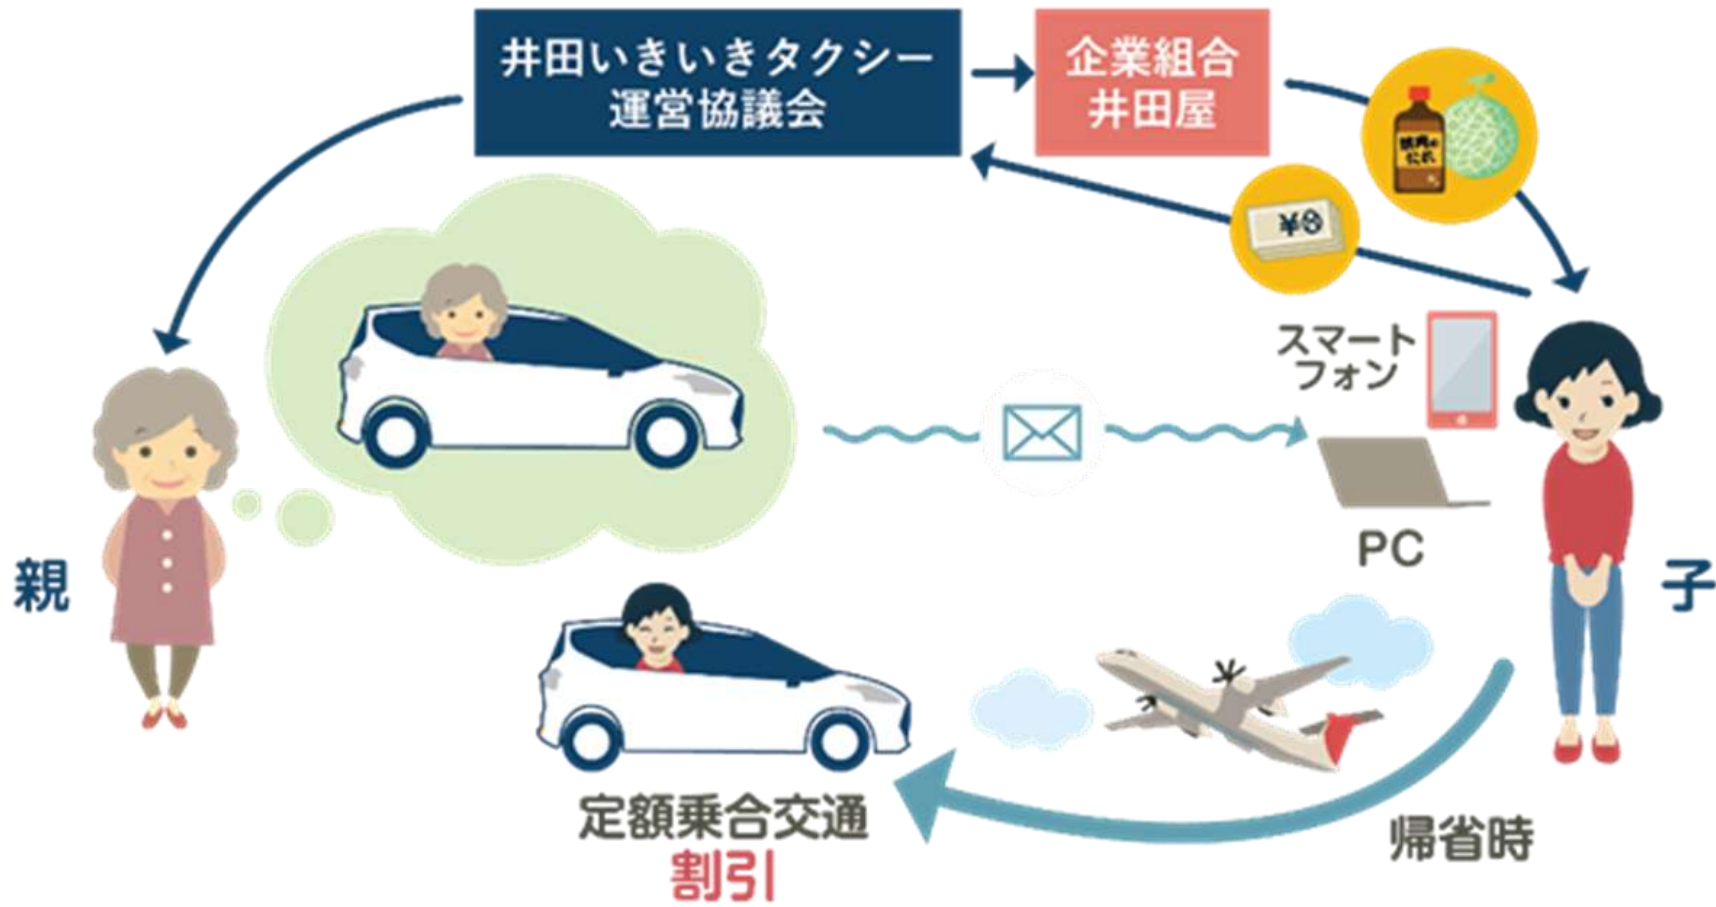 井田いきいきタクシー
運営協議会
企業組合
井田屋
スマート
フォン
PC
親
子
定額乗合交通
割引
帰省時